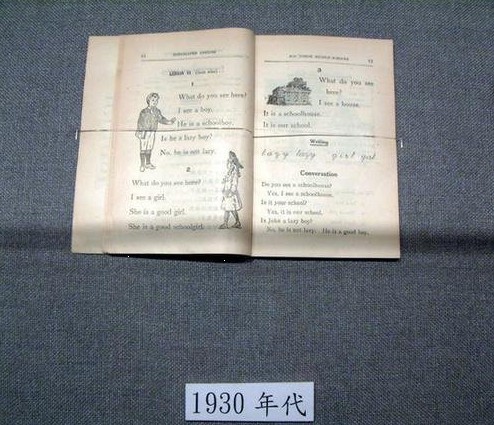 1
What do you see here?
I see a boy.
He is a schoolboy.
Is he a lazy boy?
No, he is not lazy.
2
What do you see here?
I see a girl.
She is a good girl.
She is a good schoolgirl.
3
What do you see
here?
I see a house.
It is a schoolhouse.
It is our school.
Writing
lazy lazy girl girl
Conversation
Do you see a schoolhouse?
Yes, I see a schoolhouse.
Is it your school?
Yes, it is our school.
Is John a lazy boy?
No, he is not lazy. He is a good boy.
1930 年代